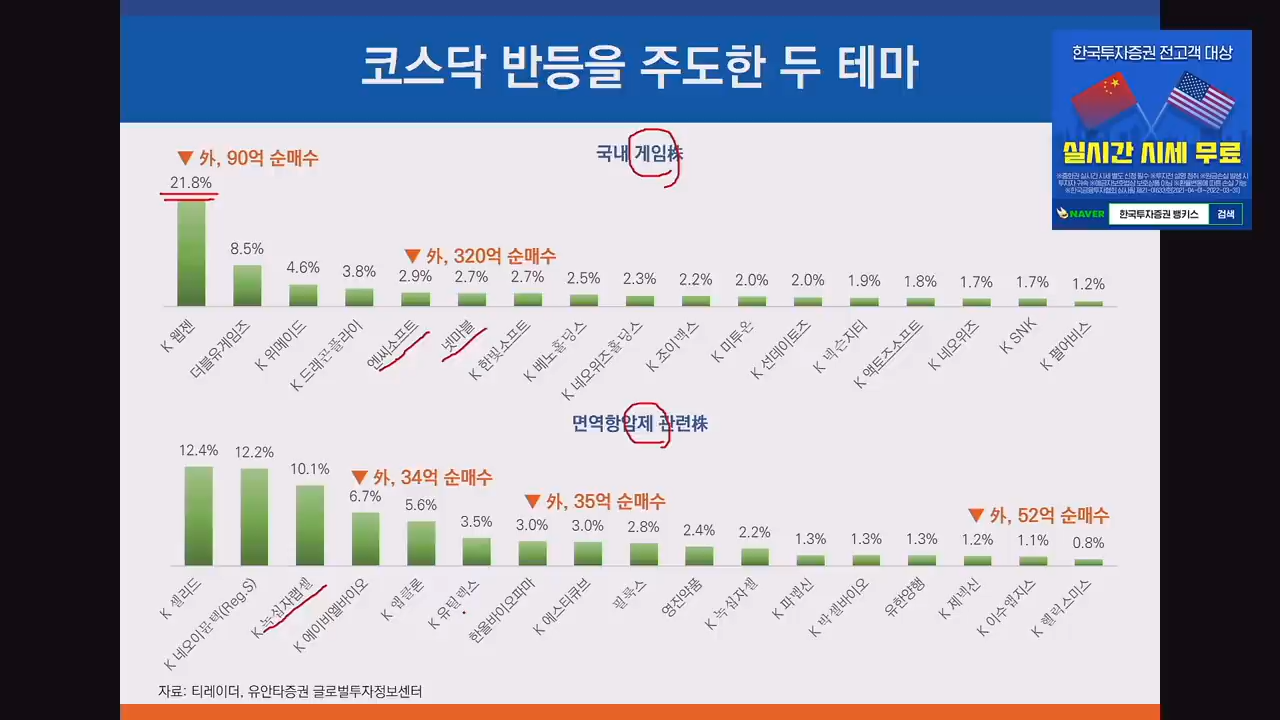 코스닥 반등을 주도한 두 테마
한국투자증권 전고객 대상
실시간 시세 무료
NAVER 한국투자증권 뱅키스 검색
국내 게임株
▼ 外, 90억 순매수
▼ 外, 320억 순매수
21.8% 8.5% 4.6% 3.8% 2.9% 2.7% 2.7% 2.5% 2.3% 2.2% 2.0% 2.0% 1.9% 1.8% 1.7% 1.7% 1.2%
K 웹젠 더블유게임즈 K 위메이드 K 드래곤플라이 엔씨소프트 넷마블 K 한빛소프트 K 베노홀딩스 K 네오위즈홀딩스 K 조이맥스 K 미투온 K 선데이토즈 K 넥슨지티 K 액토즈소프트 K 네오위즈 K SNK K 펄어비스
면역항암제 관련株
▼ 外, 34억 순매수
▼ 外, 35억 순매수
▼ 外, 52억 순매수
12.4% 12.2% 10.1% 6.7% 5.6% 3.5% 3.0% 3.0% 2.8% 2.4% 2.2% 1.3% 1.3% 1.3% 1.2% 1.1% 0.8%
K 셀리드 K 네오이뮨텍(Reg.S) K 녹십자랩셀 K 에이비엘바이오 K 앱클론 K 유틸렉스 한올바이오파마 K 에스티큐브 필룩스 영진약품 K 녹십자셀 K 파멥신 K 박셀바이오 유한양행 K 제넥신 K 이수앱지스 K 헬릭스미스
자료: 티레이더, 유안타증권 글로벌투자정보센터